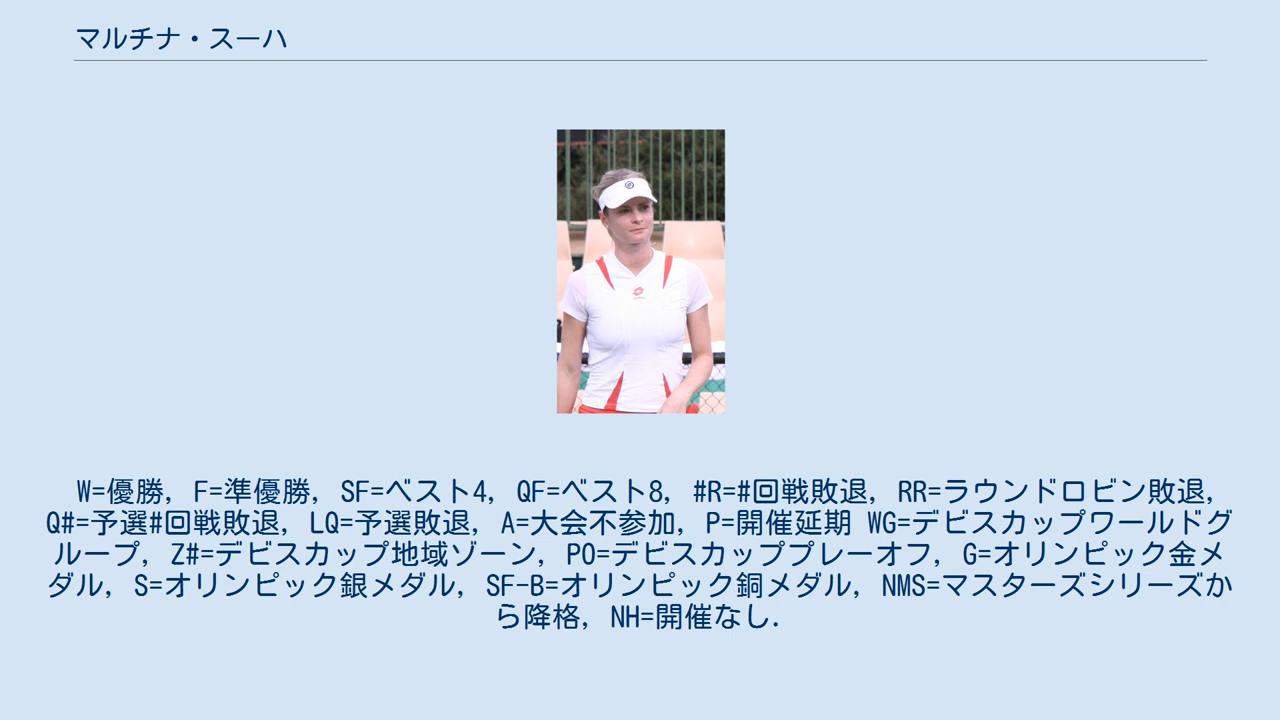 マルチナ・スーハ
W=優勝, F=準優勝, SF=ベスト4, QF=ベスト8, #R=#回戦敗退, RR=ラウンドロビン敗退,
Q#=予選#回戦敗退, LQ=予選敗退, A=大会不参加, P=開催延期 WG=デビスカップワールドグ
ループ, Z#=デビスカップ地域ゾーン, PO=デビスカッププレーオフ, G=オリンピック金メ
ダル, S=オリンピック銀メダル, SF-B=オリンピック銅メダル, NMS=マスターズシリーズか
ら降格, NH=開催なし.